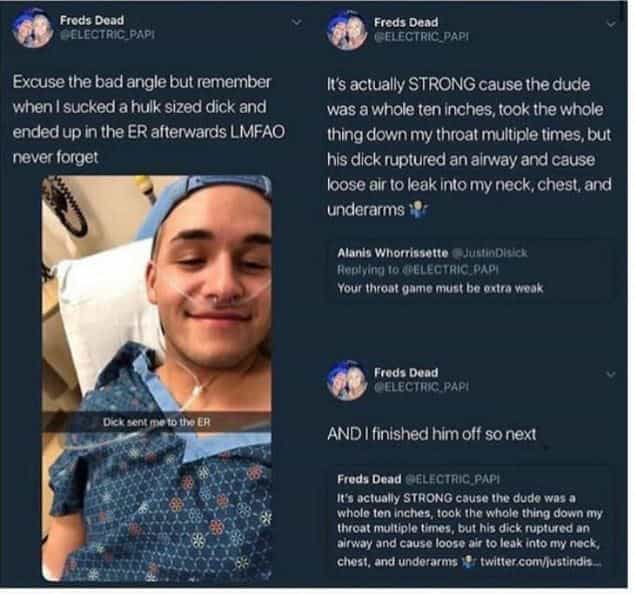 Freds Dead
@ELECTRIC_PAPI
Excuse the bad angle but remember
when I sucked a hulk sized dick and
ended up in the ER afterwards LMFAO
never forget
Dick sent me to the ER
Freds Dead
@ELECTRIC_PAPI
It's actually STRONG cause the dude
was a whole ten inches, took the whole
thing down my throat multiple times, but
his dick ruptured an airway and cause
loose air to leak into my neck, chest, and
underarms 🤷‍♂️
Alanis Whorrissette @JustinDisick
Replying to @ELECTRIC_PAPI
Your throat game must be extra weak
Freds Dead
@ELECTRIC_PAPI
AND I finished him off so next
Freds Dead @ELECTRIC_PAPI
It's actually STRONG cause the dude was a
whole ten inches, took the whole thing down my
throat multiple times, but his dick ruptured an
airway and cause loose air to leak into my neck,
chest, and underarms 🤷‍♂️ twitter.com/justindis...